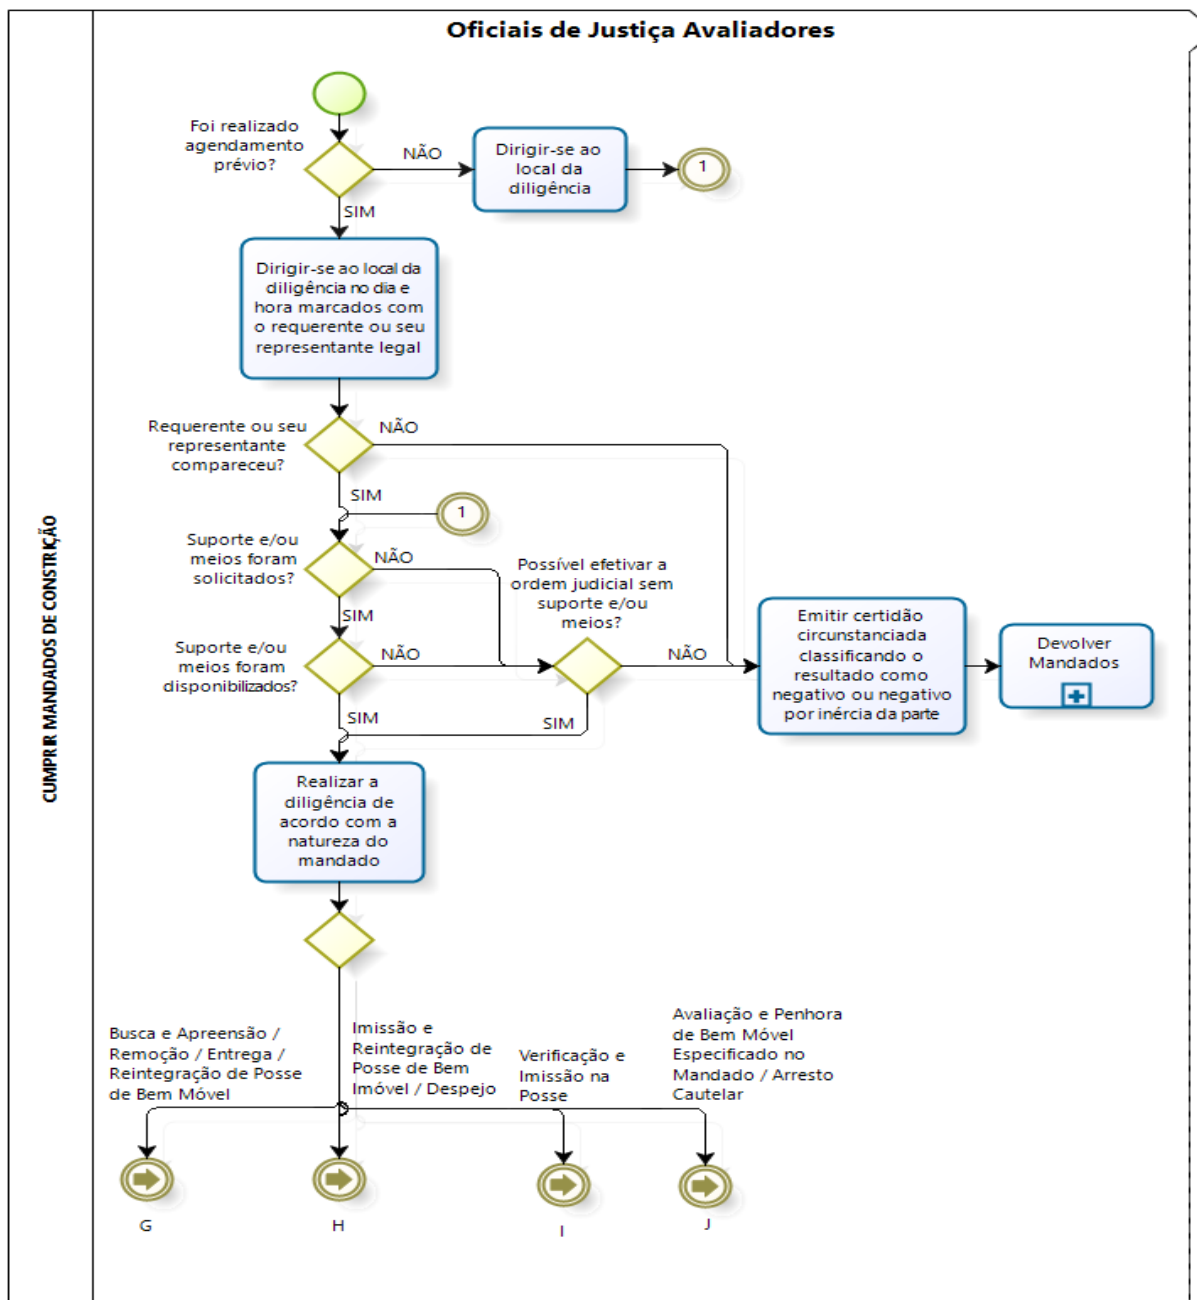 Oficiais de Justiça Avaliadores
CUMPRIR MANDADOS DE CONSTRIÇÃO
Foi realizado
agendamento
prévio?
NÃO
Dirigir-se ao
local da
diligência
1
SIM
Dirigir-se ao local da
diligência no dia e
hora marcados com
o requerente ou seu
representante legal
Requerente ou seu
representante
compareceu?
NÃO
SIM
1
Suporte e/ou
meios foram
solicitados?
NÃO
Possível efetivar a
ordem judicial sem
suporte e/ou
meios?
SIM
Suporte e/ou
meios foram
disponibilizados?
NÃO
NÃO
Emitir certidão
circunstanciada
classificando o
resultado como
negativo ou negativo
por inércia da parte
Devolver
Mandados
SIM
SIM
Realizar a
diligência de
acordo com a
natureza do
mandado
Busca e Apreensão /
Remoção / Entrega /
Reintegração de Posse
de Bem Móvel
Imissão e
Reintegração de
Posse de Bem
Imóvel / Despejo
Verificação e
Imissão na
Posse
Avaliação e Penhora
de Bem Móvel
Especificado no
Mandado / Arresto
Cautelar
G
H
I
J